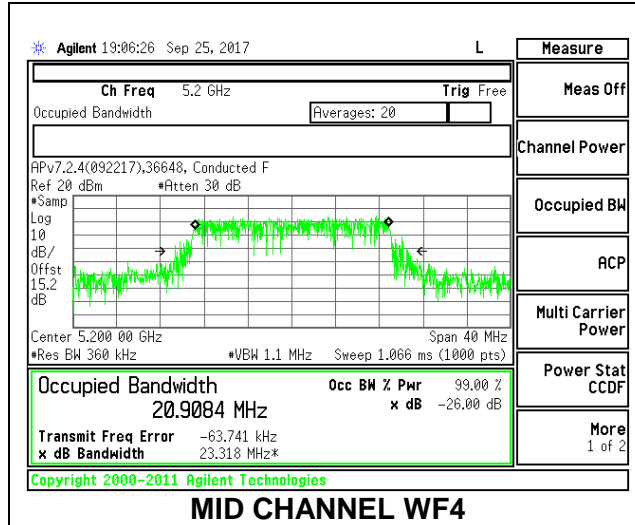 Agilent 19:06:26 Sep 25, 2017 L Measure
Ch Freq 5.2 GHz Trig Free
Meas Off
Occupied Bandwidth Averages: 20
Channel Power
APv7.2.4(092217),36648, Conducted F
Ref 20 dBm #Atten 30 dB
#Samp
Log
10
dB/
Offst
15.2
dB
Occupied BW
ACP
Multi Carrier
Power
Center 5.200 00 GHz Span 40 MHz
#Res BW 360 kHz #VBW 1.1 MHz Sweep 1.066 ms (1000 pts)
Occupied Bandwidth Occ BW % Pwr 99.00 %
20.9084 MHz x dB -26.00 dB
Power Stat
CCDF
Transmit Freq Error -63.741 kHz
x dB Bandwidth 23.318 MHz*
More
1 of 2
Copyright 2000-2011 Agilent Technologies
MID CHANNEL WF4